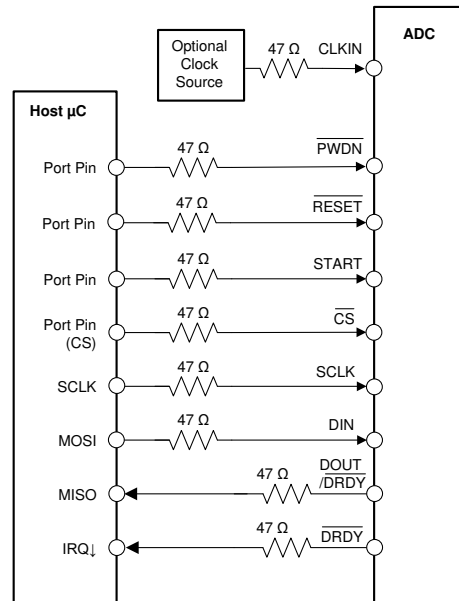 ADC
Optional
Clock
Source
47 Ω
CLKIN
Host µC
Port Pin
47 Ω
PWDN
Port Pin
47 Ω
RESET
Port Pin
47 Ω
START
Port Pin
(CS)
47 Ω
CS
SCLK
47 Ω
SCLK
MOSI
47 Ω
DIN
MISO
47 Ω
DOUT
/DRDY
IRQ↓
47 Ω
DRDY